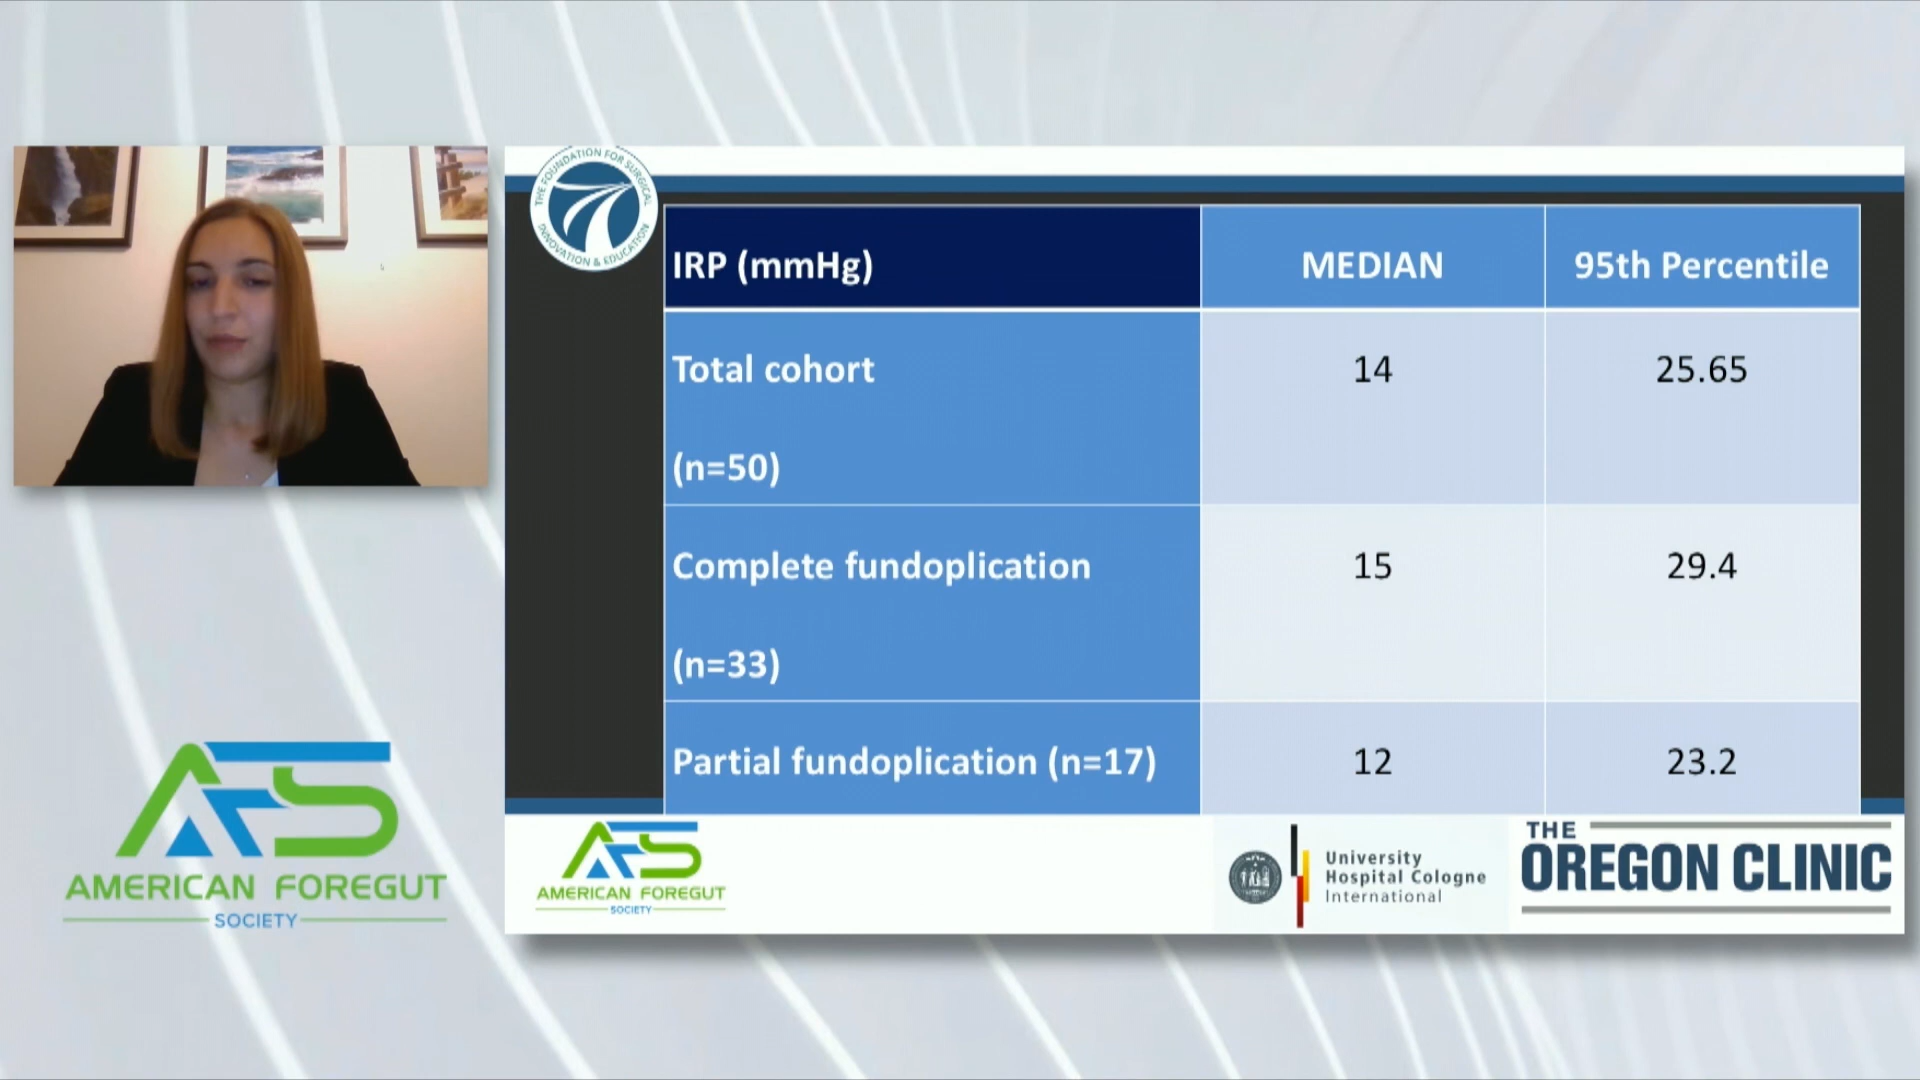 THE FOUNDATION FOR SURGICAL
INNOVATION & EDUCATION
IRP (mmHg)
MEDIAN
95th Percentile
Total cohort
(n=50)
14
25.65
Complete fundoplication
(n=33)
15
29.4
Partial fundoplication (n=17)
12
23.2
AFS
AMERICAN FOREGUT
SOCIETY
AFS
AMERICAN FOREGUT
SOCIETY
University
Hospital Cologne
International
THE
OREGON CLINIC